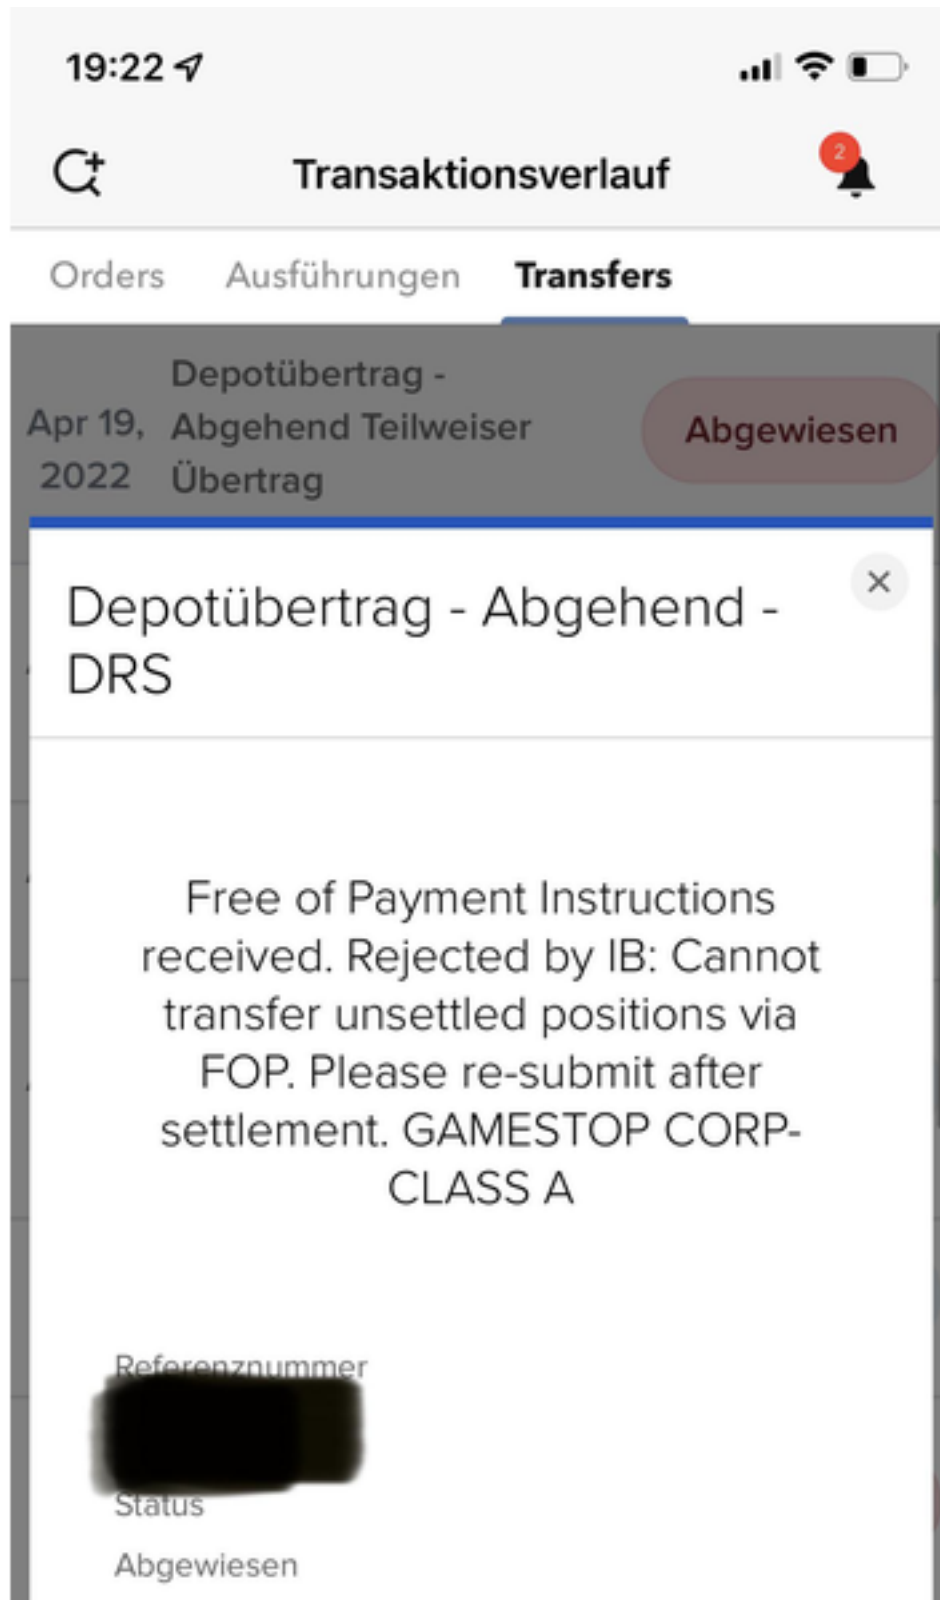 19:22
2
Transaktionsverlauf
Orders Ausführungen Transfers
Apr 19,
2022
Depotübertrag -
Abgehend Teilweiser
Übertrag
Abgewiesen
Depotübertrag - Abgehend -
DRS
Free of Payment Instructions
received. Rejected by IB: Cannot
transfer unsettled positions via
FOP. Please re-submit after
settlement. GAMESTOP CORP-
CLASS A
Referenznummer
Status
Abgewiesen